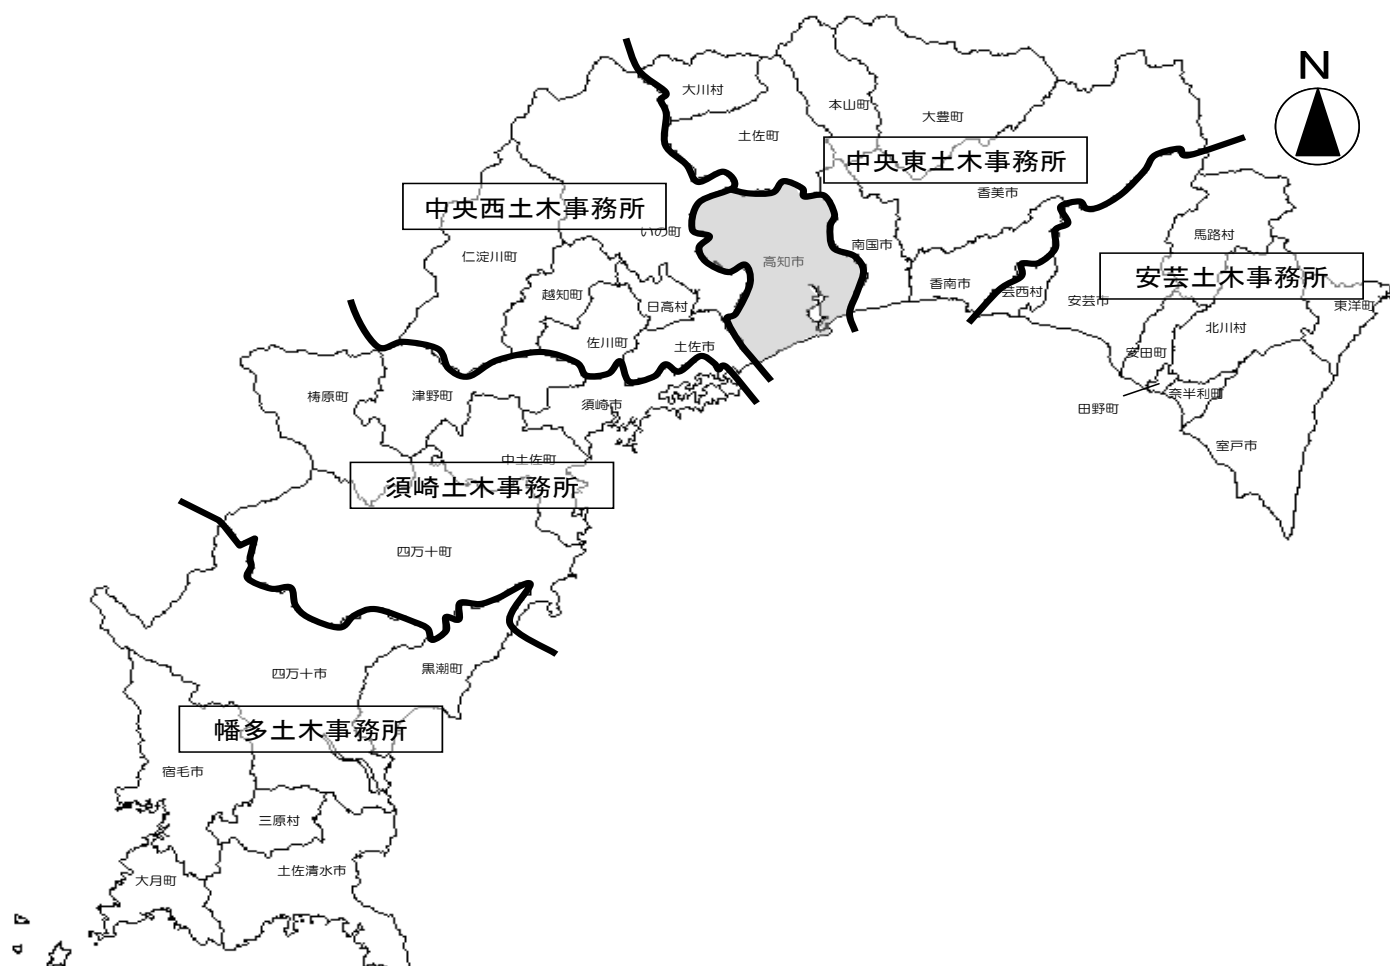 N
大川村
本山町
大豊町
土佐町
中央東土木事務所
香美市
中央西土木事務所
いの町
仁淀川町
高知市
南国市
馬路村
安芸土木事務所
香南市
芸西村
安芸市
東洋町
越知町
日高村
北川村
佐川町
土佐市
安田町
梼原町
津野町
須崎市
田野町
奈半利町
室戸市
中土佐町
須崎土木事務所
四万十町
四万十市
黒潮町
幡多土木事務所
宿毛市
三原村
土佐清水市
大月町